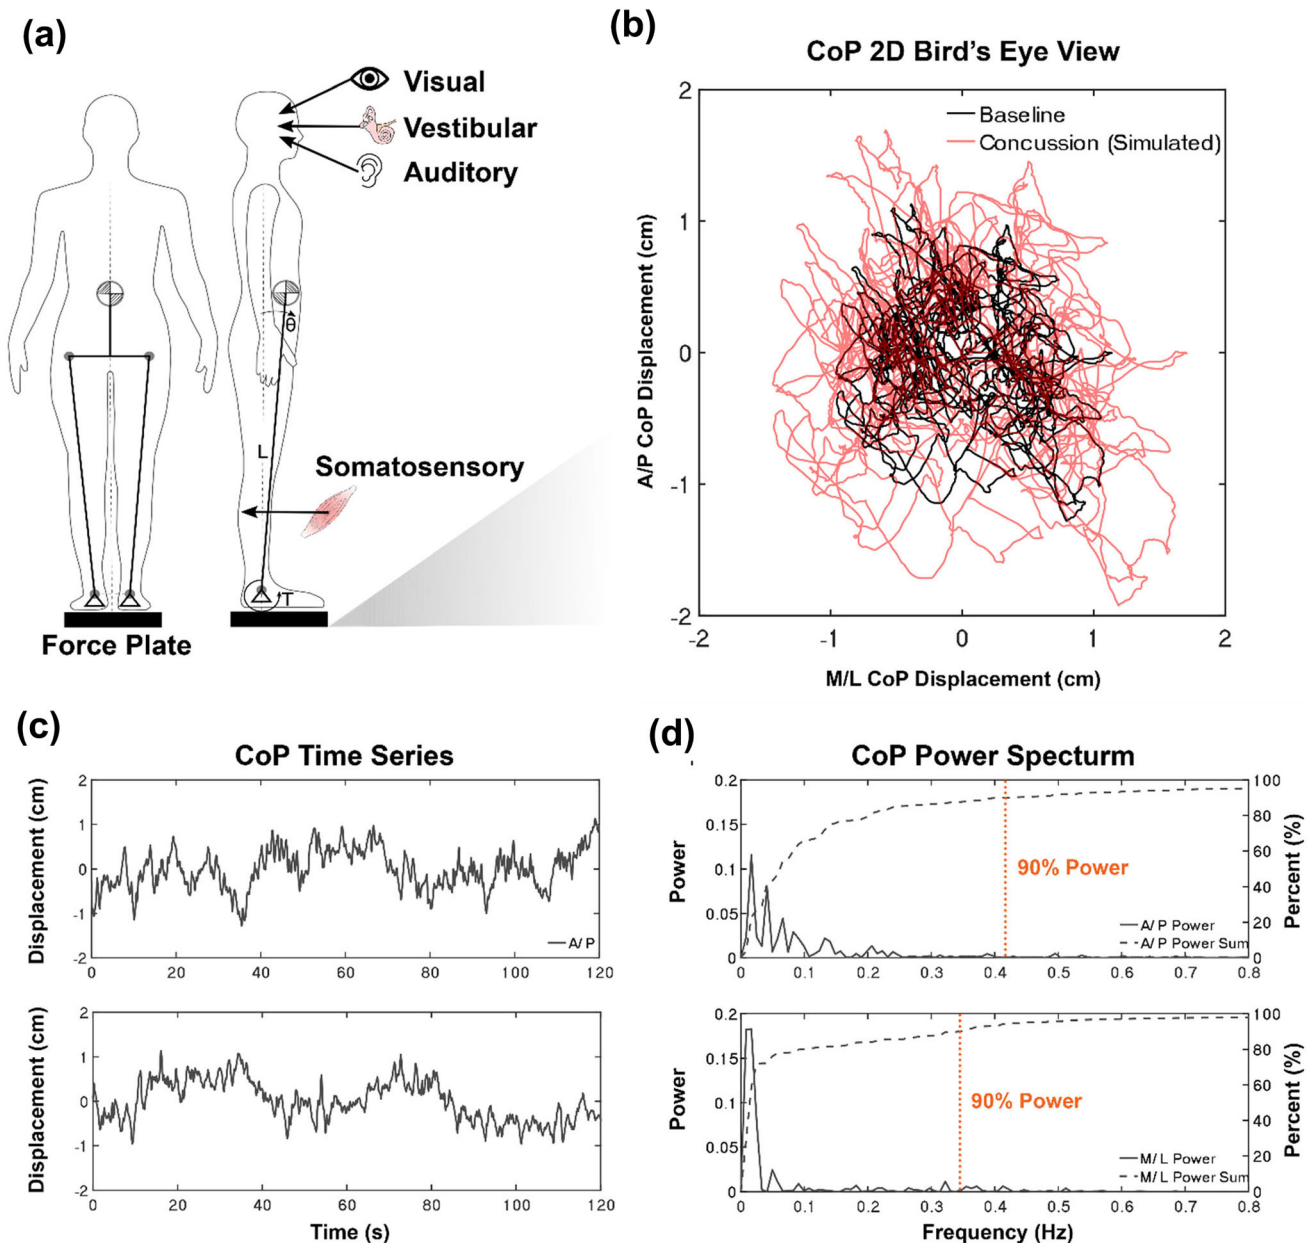 (a)
Visual
Vestibular
Auditory
θ
L
Somatosensory
T
Force Plate
(b)
CoP 2D Bird's Eye View
Baseline
Concussion (Simulated)
A/P CoP Displacement (cm)
2
1
0
-1
-2
-2
-1
0
1
2
M/L CoP Displacement (cm)
(c)
CoP Time Series
Displacement (cm)
2
1
0
-1
-2
A/P
0
20
40
60
80
100
120
Displacement (cm)
2
1
0
-1
-2
0
20
40
60
80
100
120
Time (s)
(d)
CoP Power Specturm
Power
0.2
0.15
0.1
0.05
0
90% Power
A/P Power
A/P Power Sum
100
80
60
40
20
0
Percent (%)
0
0.1
0.2
0.3
0.4
0.5
0.6
0.7
0.8
Power
0.2
0.15
0.1
0.05
0
90% Power
M/L Power
M/L Power Sum
100
80
60
40
20
0
Percent (%)
0
0.1
0.2
0.3
0.4
0.5
0.6
0.7
0.8
Frequency (Hz)